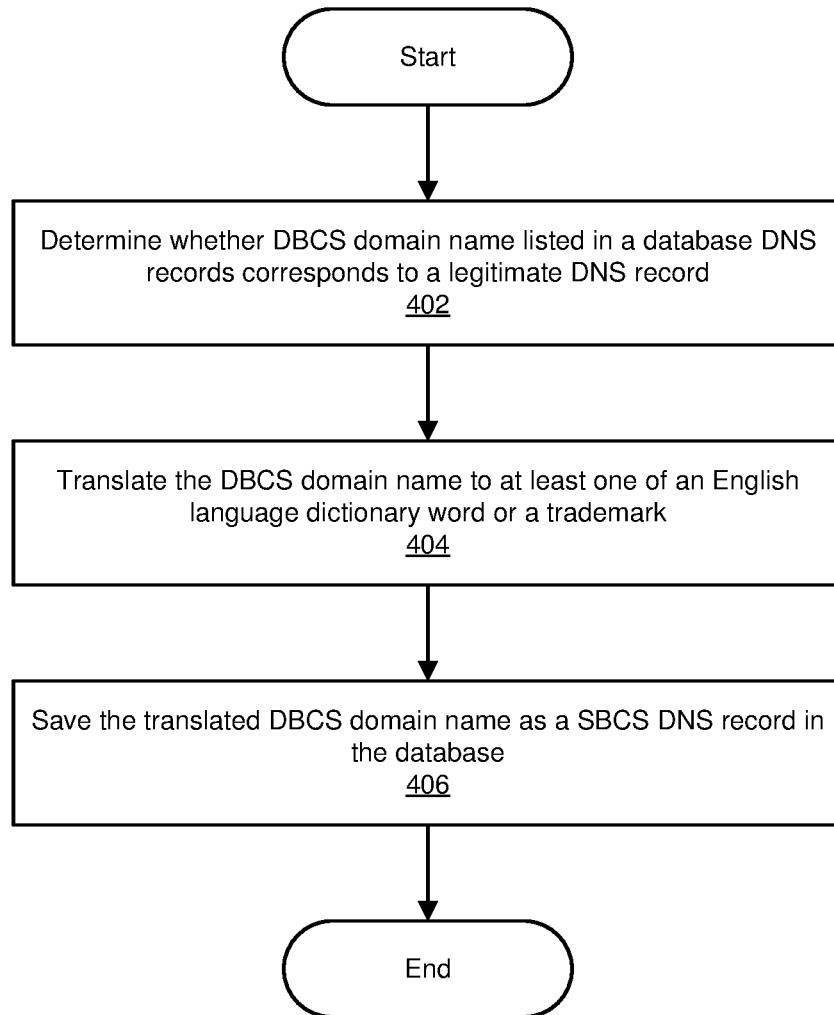 Start
Determine whether DBCS domain name listed in a database DNS
records corresponds to a legitimate DNS record
402
Translate the DBCS domain name to at least one of an English
language dictionary word or a trademark
404
Save the translated DBCS domain name as a SBCS DNS record in
the database
406
End